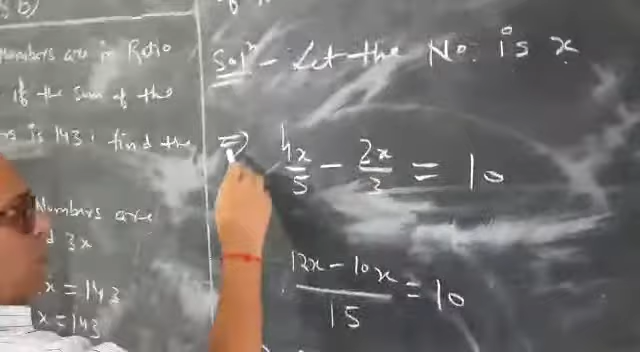 Numbers are in Ratio
if the sum of the
is 143, find the
Numbers are
3x
x = 143
x = 143
Solⁿ - Let the No. is x
⇒ 4x/5 - 2x/3 = 10
12x - 10x/15 = 10